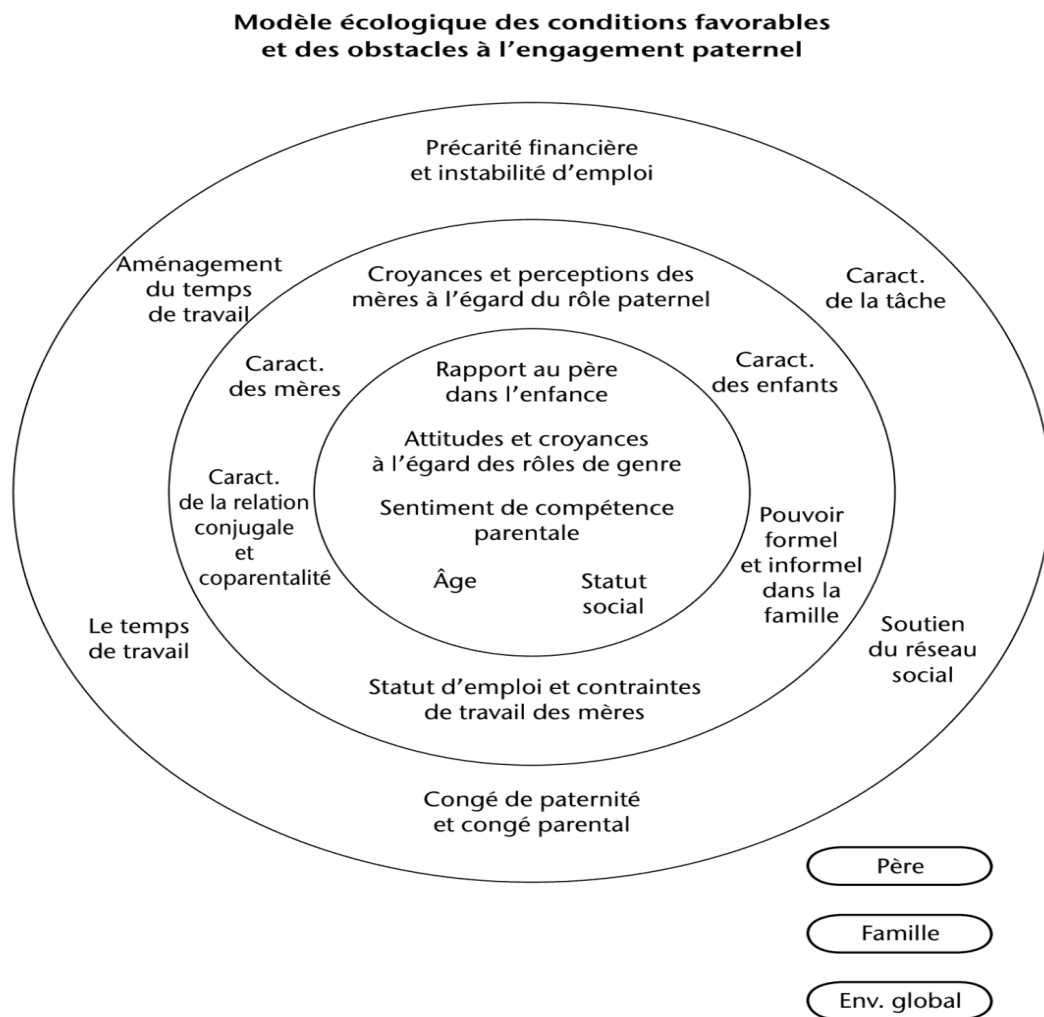 Modèle écologique des conditions favorables
et des obstacles à l’engagement paternel
Précarité financière
et instabilité d’emploi
Aménagement
du temps
de travail
Croyances et perceptions des
mères à l’égard du rôle paternel
Caract.
de la tâche
Caract.
des mères
Rapport au père
dans l’enfance
Caract.
des enfants
Attitudes et croyances
à l’égard des rôles de genre
Caract.
de la relation
conjugale
et
coparentalité
Sentiment de compétence
parentale
Pouvoir
formel
et informel
dans la
famille
Âge
Statut
social
Le temps
de travail
Soutien
du réseau
social
Statut d’emploi et contraintes
de travail des mères
Congé de paternité
et congé parental
Père
Famille
Env. global